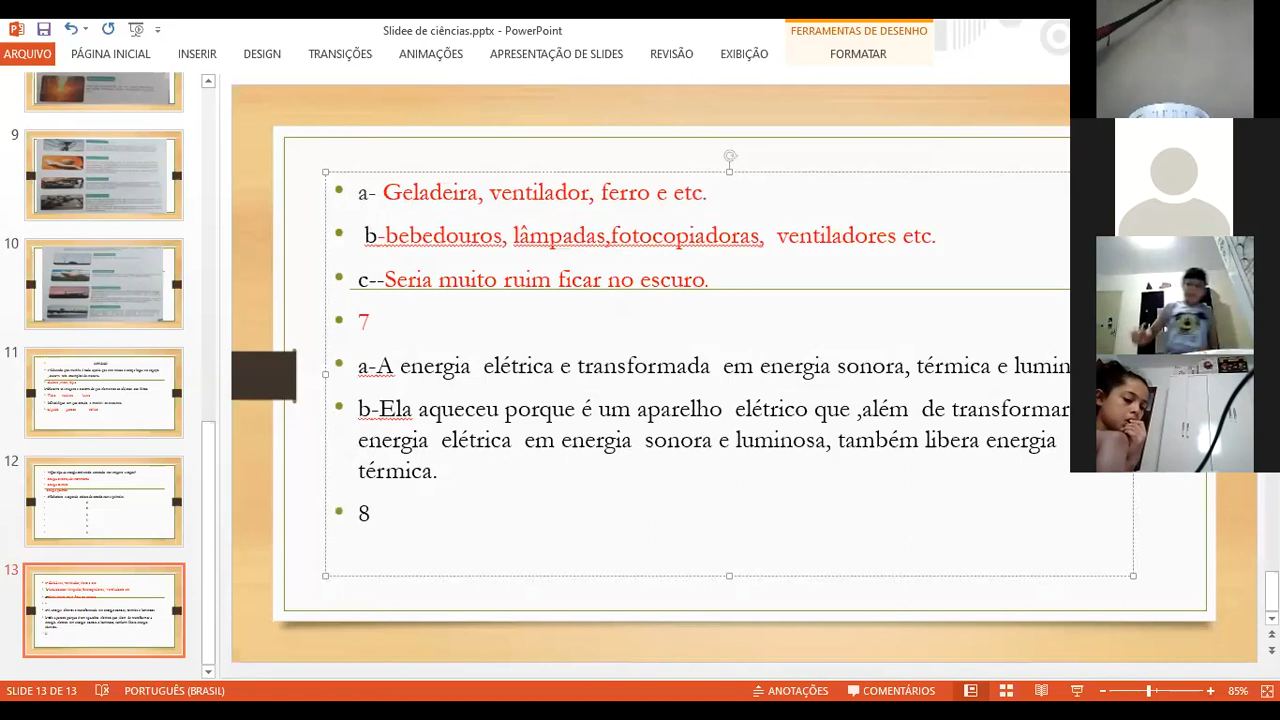 Slidee de ciências.pptx - PowerPoint
FERRAMENTAS DE DESENHO
ARQUIVO PÁGINA INICIAL INSERIR DESIGN TRANSIÇÕES ANIMAÇÕES APRESENTAÇÃO DE SLIDES REVISÃO EXIBIÇÃO FORMATAR
9
10
11
12
13
a- Geladeira, ventilador, ferro e etc.
b-bebedouros, lâmpadas,fotocopiadoras, ventiladores etc.
c--Seria muito ruim ficar no escuro.
7
a-A energia elétrica e transformada em energia sonora, térmica e lumin
b-Ela aqueceu porque é um aparelho elétrico que ,além de transformar
energia elétrica em energia sonora e luminosa, também libera energia
térmica.
8
SLIDE 13 DE 13 PORTUGUÊS (BRASIL) ANOTAÇÕES COMENTÁRIOS 85%